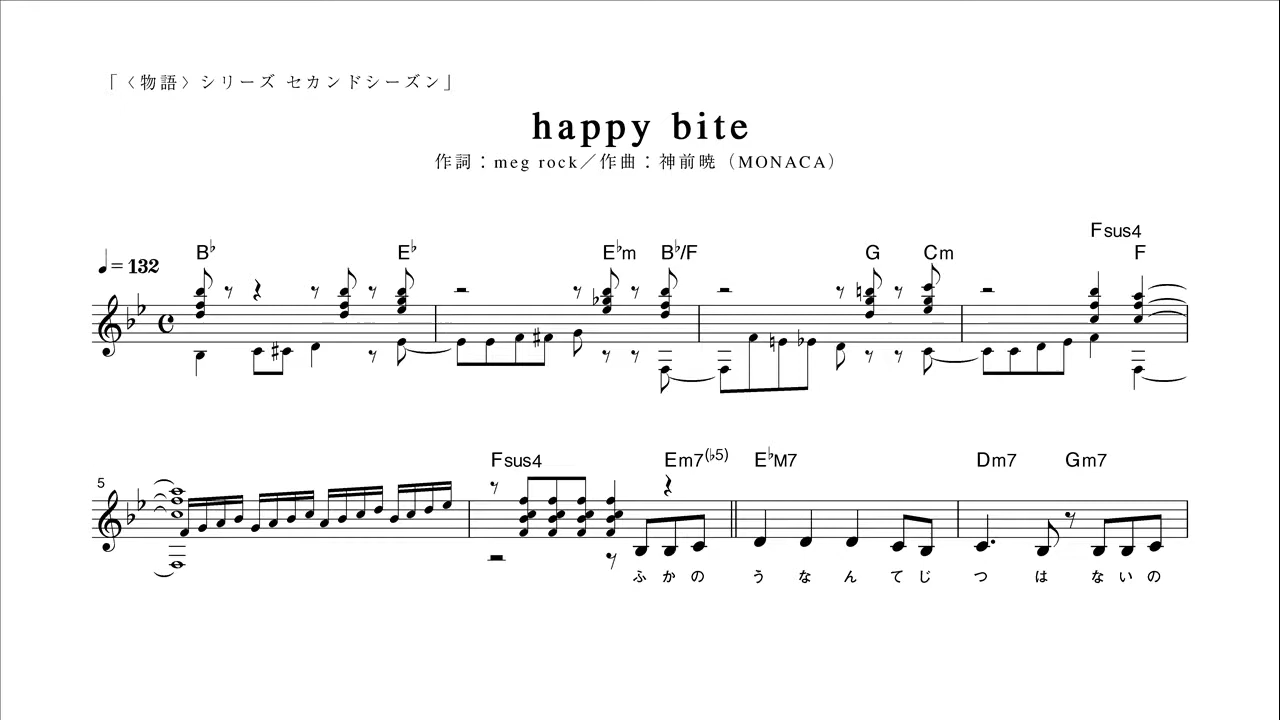 「〈物語〉シリーズ セカンドシーズン」
happy bite
作詞：meg rock／作曲：神前暁（MONACA）
Fsus4
♩= 132 B♭ E♭ E♭m B♭/F G Cm F
5 Fsus4 Em7(♭5) E♭M7 Dm7 Gm7
ふ か の う な ん て じ つ は な い の